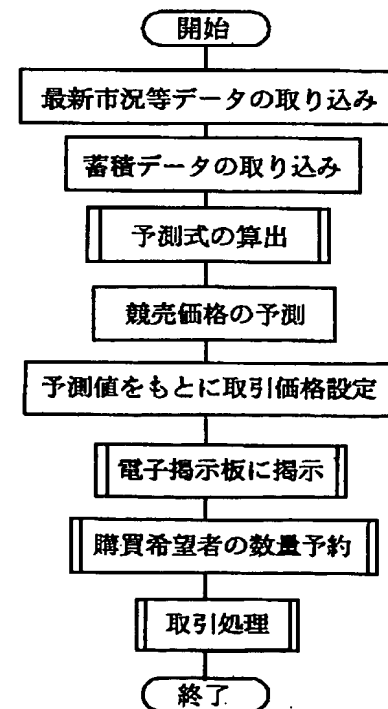 開始
最新市況等データの取り込み
蓄積データの取り込み
予測式の算出
競売価格の予測
予測値をもとに取引価格設定
電子掲示板に掲示
購買希望者の数量予約
取引処理
終了